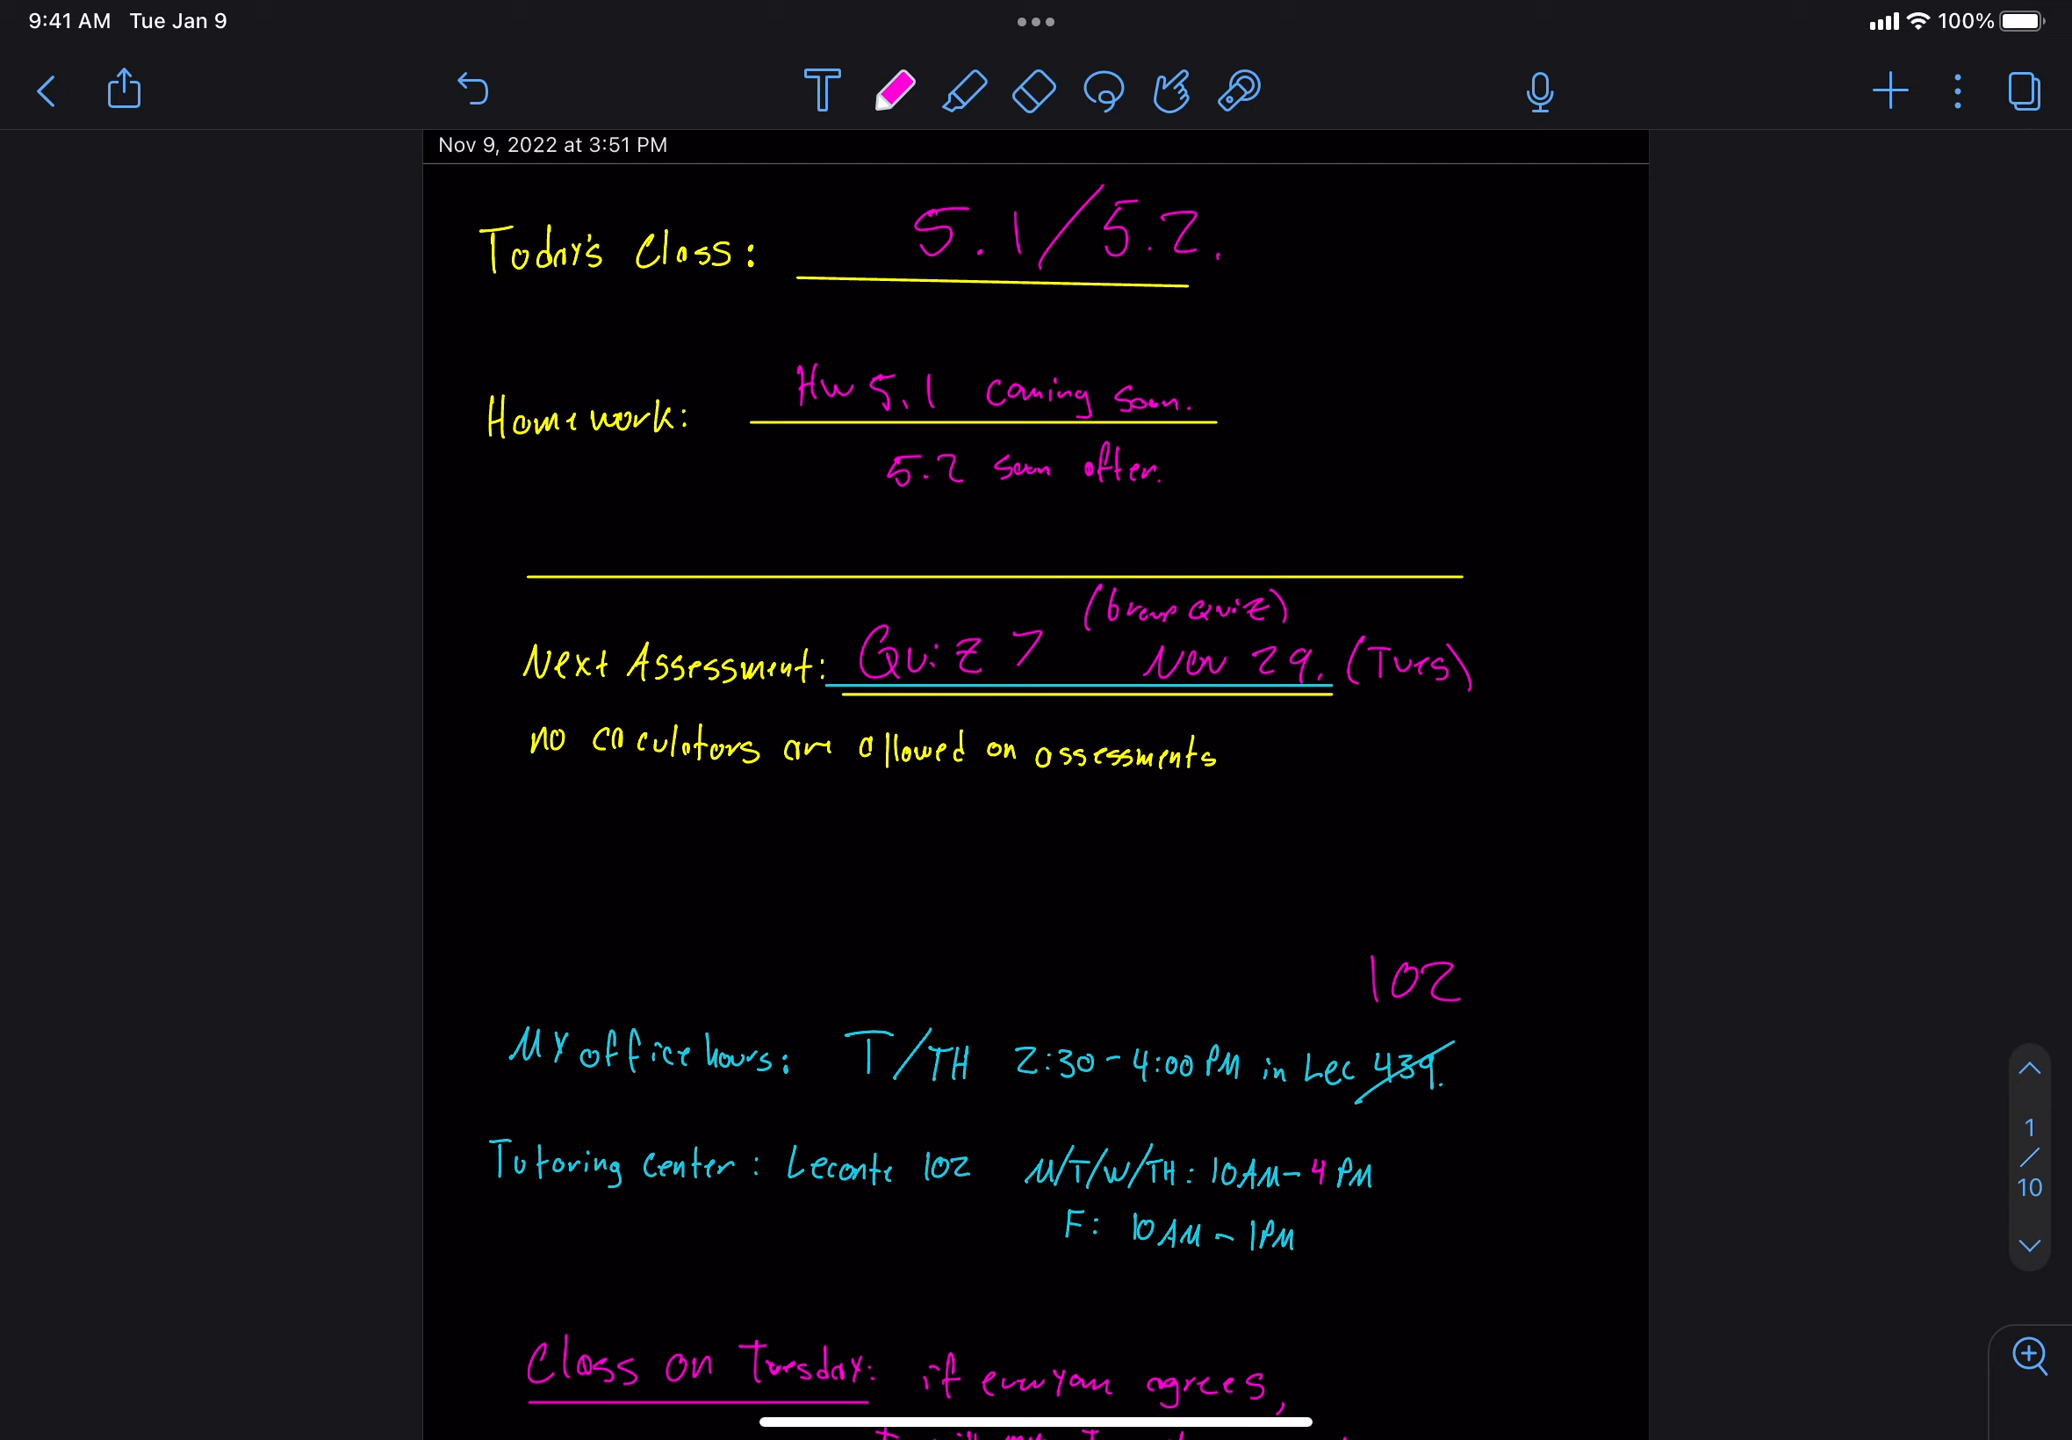 9:41 AM Tue Jan 9
100%
Nov 9, 2022 at 3:51 PM
Today's Class: 5.1/5.2.
Homework: HW 5.1 coming soon.
5.2 soon after.
(Group Quiz)
Next Assessment: Quiz 7 Nov 29. (Tues)
no calculators are allowed on assessments
102
My office hours: T/TH 2:30-4:00 PM in Lec 439.
Tutoring center: Leconte 102 M/T/W/TH: 10AM-4 PM
F: 10AM - 1PM
Class on Tuesday: if everyone agrees,
1
/
10